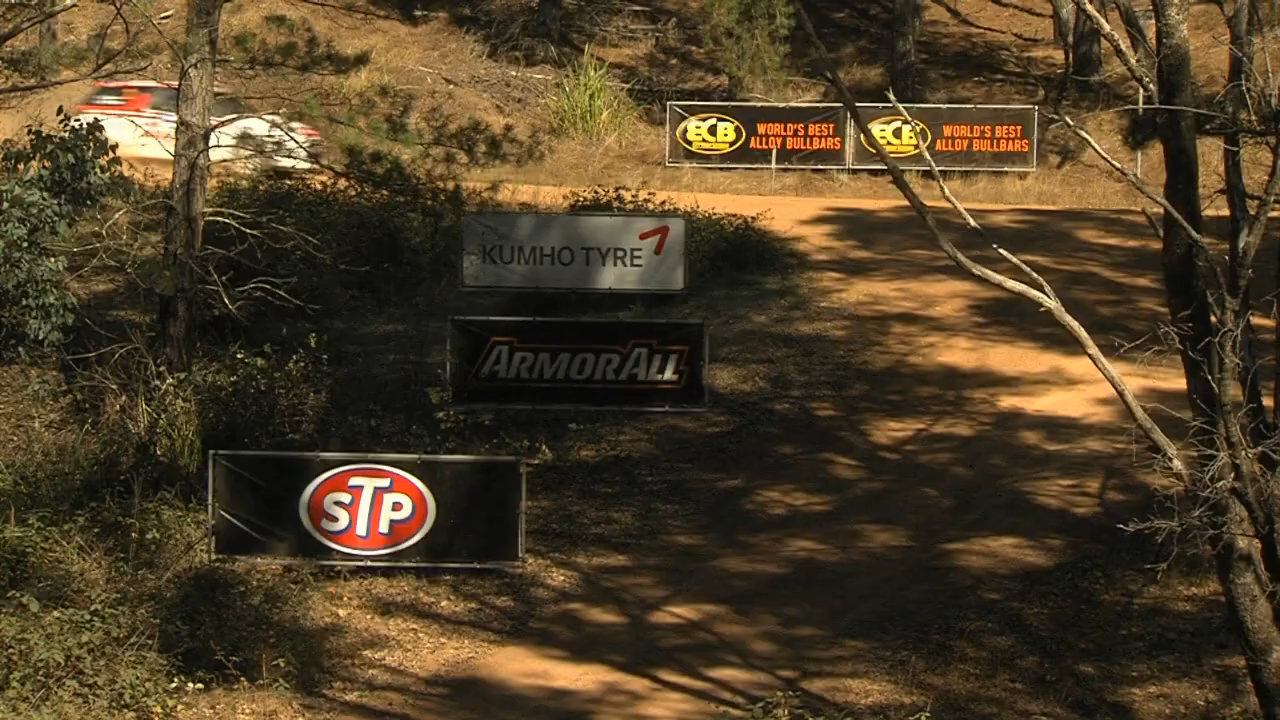 ECB
WORLD'S BEST
ALLOY BULLBARS
ECB
WORLD'S BEST
ALLOY BULLBARS
KUMHO TYRE
ARMORALL
STP